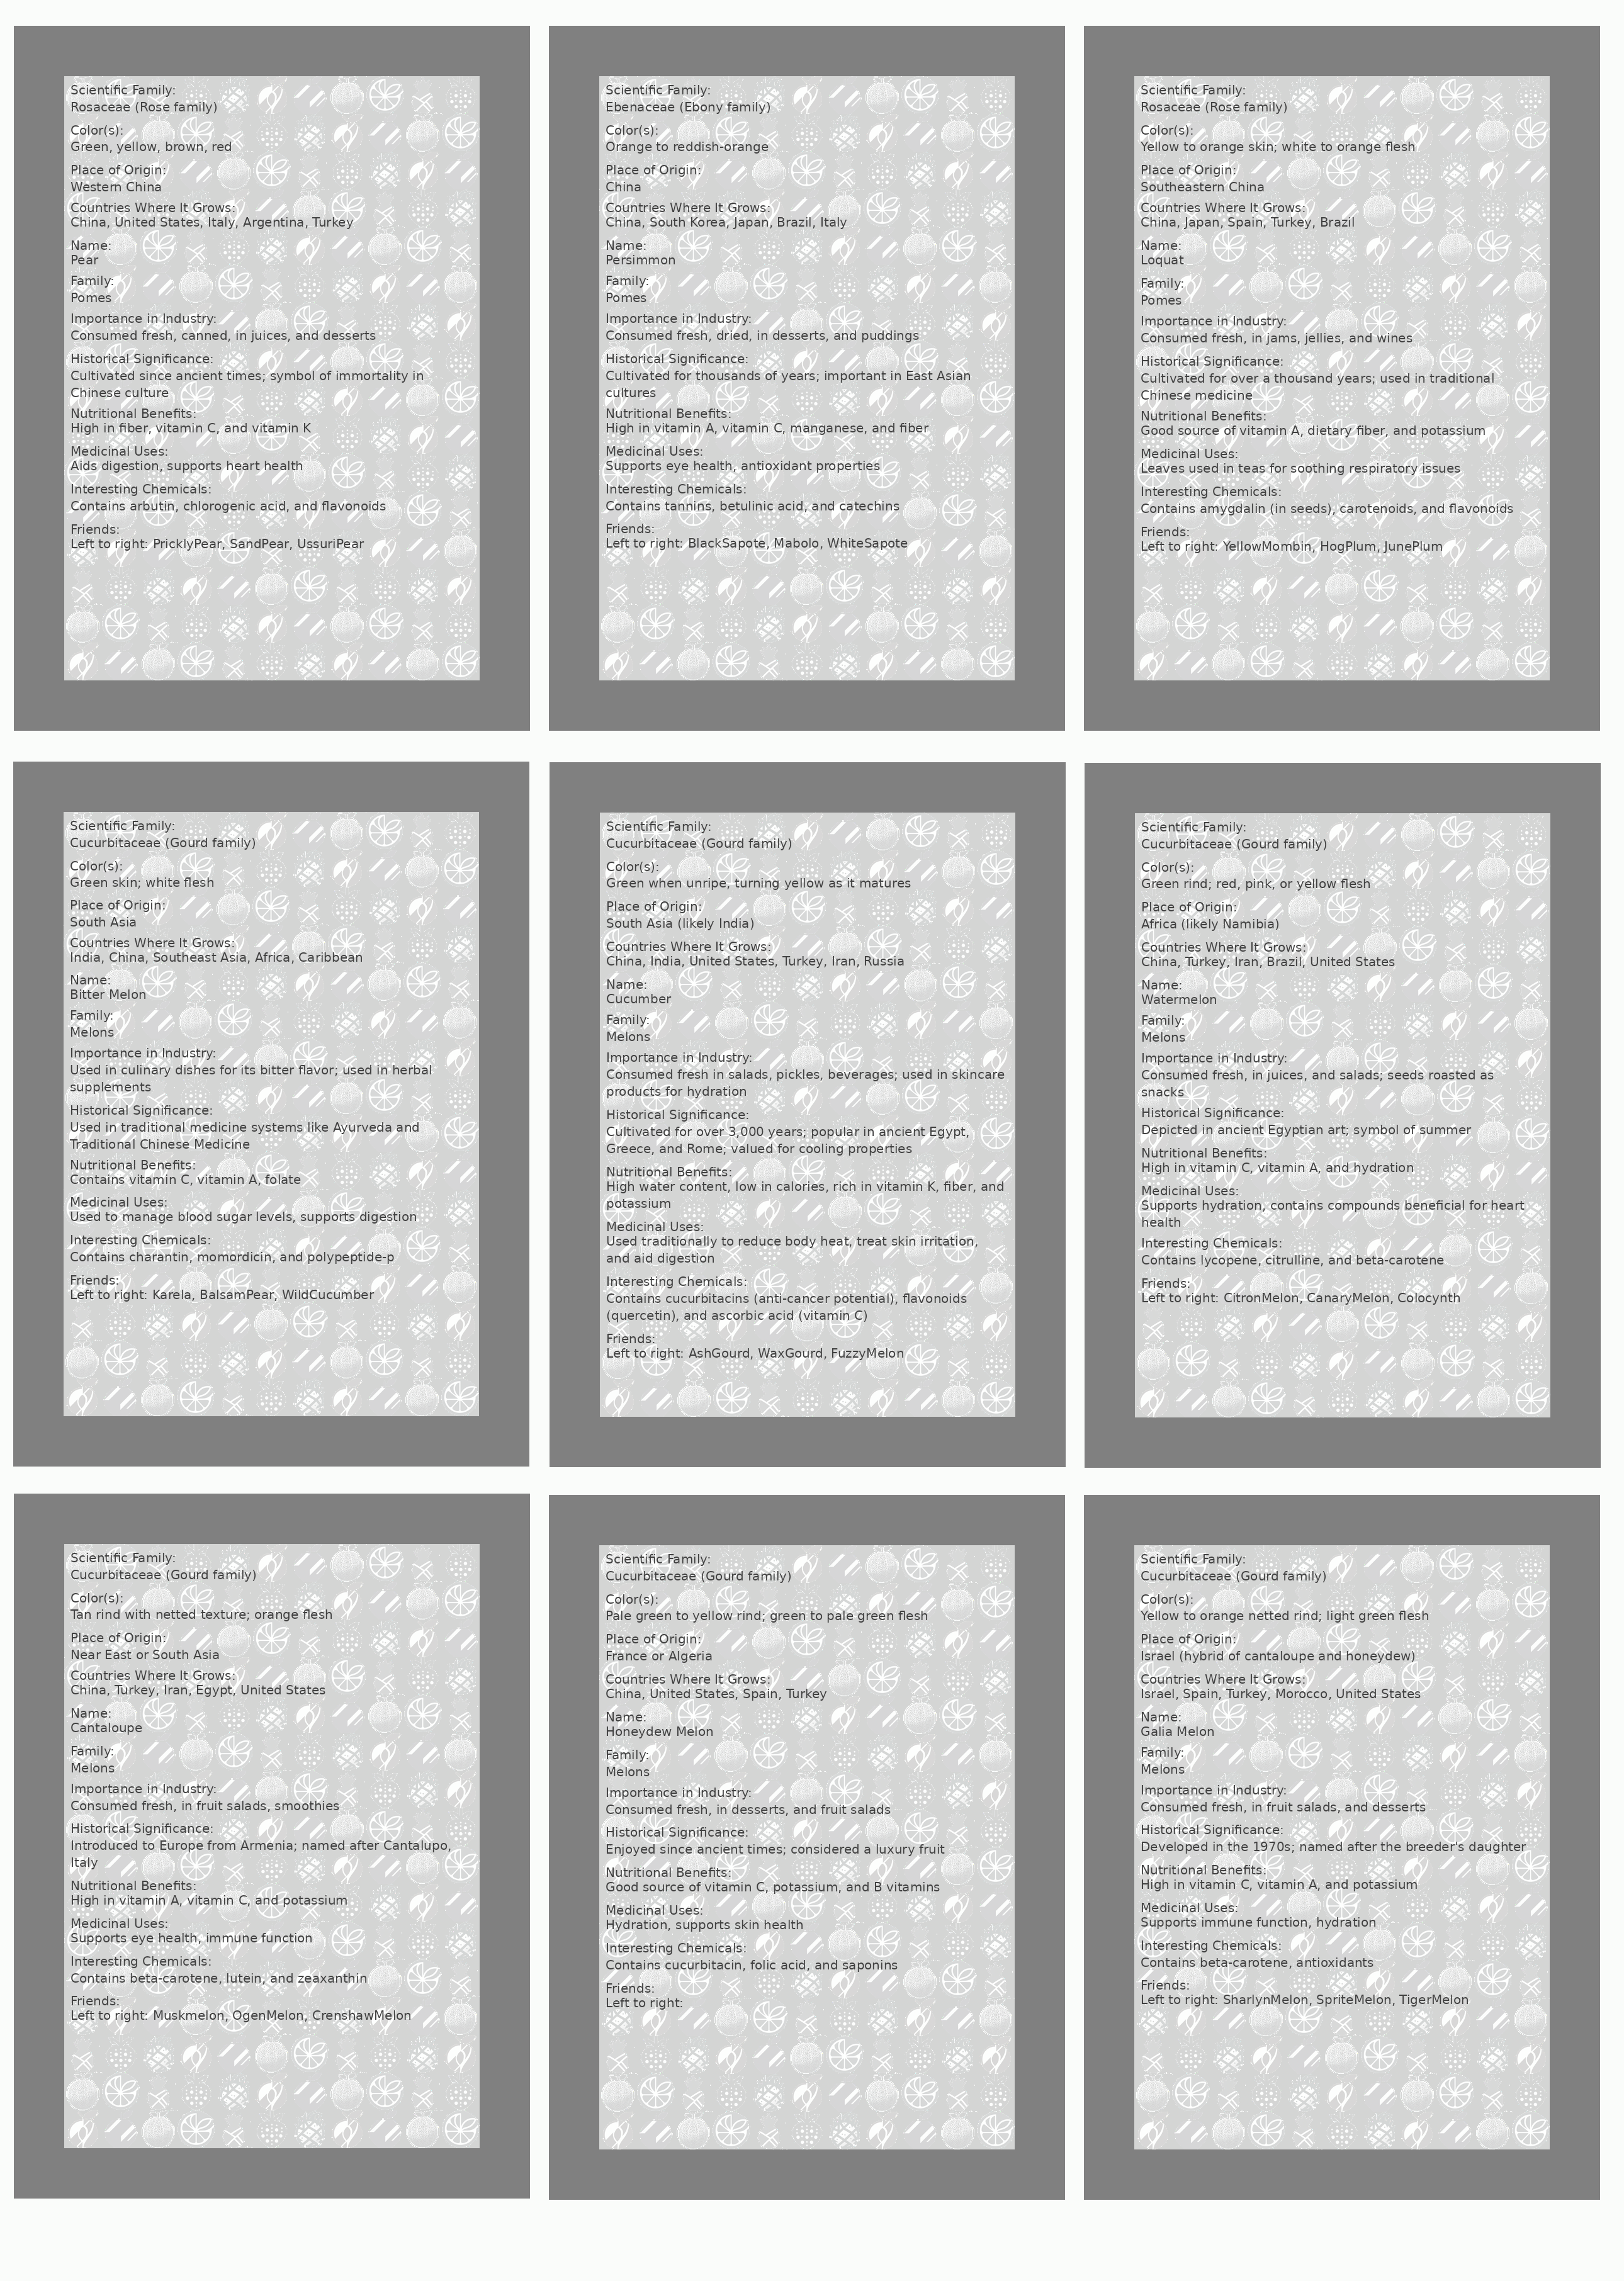 Scientific Family:
Rosaceae (Rose family)
Color(s):
Green, yellow, brown, red
Place of Origin:
Western China
Countries Where It Grows:
China, United States, Italy, Argentina, Turkey
Name:
Pear
Family:
Pomes
Importance in Industry:
Consumed fresh, canned, in juices, and desserts
Historical Significance:
Cultivated since ancient times; symbol of immortality in
Chinese culture
Nutritional Benefits:
High in fiber, vitamin C, and vitamin K
Medicinal Uses:
Aids digestion, supports heart health
Interesting Chemicals:
Contains arbutin, chlorogenic acid, and flavonoids
Friends:
Left to right: PricklyPear, SandPear, UssuriPear
Scientific Family:
Ebenaceae (Ebony family)
Color(s):
Orange to reddish-orange
Place of Origin:
China
Countries Where It Grows:
China, South Korea, Japan, Brazil, Italy
Name:
Persimmon
Family:
Pomes
Importance in Industry:
Consumed fresh, dried, in desserts, and puddings
Historical Significance:
Cultivated for thousands of years; important in East Asian
cultures
Nutritional Benefits:
High in vitamin A, vitamin C, manganese, and fiber
Medicinal Uses:
Supports eye health, antioxidant properties
Interesting Chemicals:
Contains tannins, betulinic acid, and catechins
Friends:
Left to right: BlackSapote, Mabolo, WhiteSapote
Scientific Family:
Rosaceae (Rose family)
Color(s):
Yellow to orange skin; white to orange flesh
Place of Origin:
Southeastern China
Countries Where It Grows:
China, Japan, Spain, Turkey, Brazil
Name:
Loquat
Family:
Pomes
Importance in Industry:
Consumed fresh, in jams, jellies, and wines
Historical Significance:
Cultivated for over a thousand years; used in traditional
Chinese medicine
Nutritional Benefits:
Good source of vitamin A, dietary fiber, and potassium
Medicinal Uses:
Leaves used in teas for soothing respiratory issues
Interesting Chemicals:
Contains amygdalin (in seeds), carotenoids, and flavonoids
Friends:
Left to right: YellowMombin, HogPlum, JunePlum
Scientific Family:
Cucurbitaceae (Gourd family)
Color(s):
Green skin; white flesh
Place of Origin:
South Asia
Countries Where It Grows:
India, China, Southeast Asia, Africa, Caribbean
Name:
Bitter Melon
Family:
Melons
Importance in Industry:
Used in culinary dishes for its bitter flavor; used in herbal
supplements
Historical Significance:
Used in traditional medicine systems like Ayurveda and
Traditional Chinese Medicine
Nutritional Benefits:
Contains vitamin C, vitamin A, folate
Medicinal Uses:
Used to manage blood sugar levels, supports digestion
Interesting Chemicals:
Contains charantin, momordicin, and polypeptide-p
Friends:
Left to right: Karela, BalsamPear, WildCucumber
Scientific Family:
Cucurbitaceae (Gourd family)
Color(s):
Green when unripe, turning yellow as it matures
Place of Origin:
South Asia (likely India)
Countries Where It Grows:
China, India, United States, Turkey, Iran, Russia
Name:
Cucumber
Family:
Melons
Importance in Industry:
Consumed fresh in salads, pickles, beverages; used in skincare
products for hydration
Historical Significance:
Cultivated for over 3,000 years; popular in ancient Egypt,
Greece, and Rome; valued for cooling properties
Nutritional Benefits:
High water content, low in calories, rich in vitamin K, fiber, and
potassium
Medicinal Uses:
Used traditionally to reduce body heat, treat skin irritation,
and aid digestion
Interesting Chemicals:
Contains cucurbitacins (anti-cancer potential), flavonoids
(quercetin), and ascorbic acid (vitamin C)
Friends:
Left to right: AshGourd, WaxGourd, FuzzyMelon
Scientific Family:
Cucurbitaceae (Gourd family)
Color(s):
Green rind; red, pink, or yellow flesh
Place of Origin:
Africa (likely Namibia)
Countries Where It Grows:
China, Turkey, Iran, Brazil, United States
Name:
Watermelon
Family:
Melons
Importance in Industry:
Consumed fresh, in juices, and salads; seeds roasted as
snacks
Historical Significance:
Depicted in ancient Egyptian art; symbol of summer
Nutritional Benefits:
High in vitamin C, vitamin A, and hydration
Medicinal Uses:
Supports hydration, contains compounds beneficial for heart
health
Interesting Chemicals:
Contains lycopene, citrulline, and beta-carotene
Friends:
Left to right: CitronMelon, CanaryMelon, Colocynth
Scientific Family:
Cucurbitaceae (Gourd family)
Color(s):
Tan rind with netted texture; orange flesh
Place of Origin:
Near East or South Asia
Countries Where It Grows:
China, Turkey, Iran, Egypt, United States
Name:
Cantaloupe
Family:
Melons
Importance in Industry:
Consumed fresh, in fruit salads, smoothies
Historical Significance:
Introduced to Europe from Armenia; named after Cantalupo,
Italy
Nutritional Benefits:
High in vitamin A, vitamin C, and potassium
Medicinal Uses:
Supports eye health, immune function
Interesting Chemicals:
Contains beta-carotene, lutein, and zeaxanthin
Friends:
Left to right: Muskmelon, OgenMelon, CrenshawMelon
Scientific Family:
Cucurbitaceae (Gourd family)
Color(s):
Pale green to yellow rind; green to pale green flesh
Place of Origin:
France or Algeria
Countries Where It Grows:
China, United States, Spain, Turkey
Name:
Honeydew Melon
Family:
Melons
Importance in Industry:
Consumed fresh, in desserts, and fruit salads
Historical Significance:
Enjoyed since ancient times; considered a luxury fruit
Nutritional Benefits:
Good source of vitamin C, potassium, and B vitamins
Medicinal Uses:
Hydration, supports skin health
Interesting Chemicals:
Contains cucurbitacin, folic acid, and saponins
Friends:
Left to right:
Scientific Family:
Cucurbitaceae (Gourd family)
Color(s):
Yellow to orange netted rind; light green flesh
Place of Origin:
Israel (hybrid of cantaloupe and honeydew)
Countries Where It Grows:
Israel, Spain, Turkey, Morocco, United States
Name:
Galia Melon
Family:
Melons
Importance in Industry:
Consumed fresh, in fruit salads, and desserts
Historical Significance:
Developed in the 1970s; named after the breeder's daughter
Nutritional Benefits:
High in vitamin C, vitamin A, and potassium
Medicinal Uses:
Supports immune function, hydration
Interesting Chemicals:
Contains beta-carotene, antioxidants
Friends:
Left to right: SharlynMelon, SpriteMelon, TigerMelon